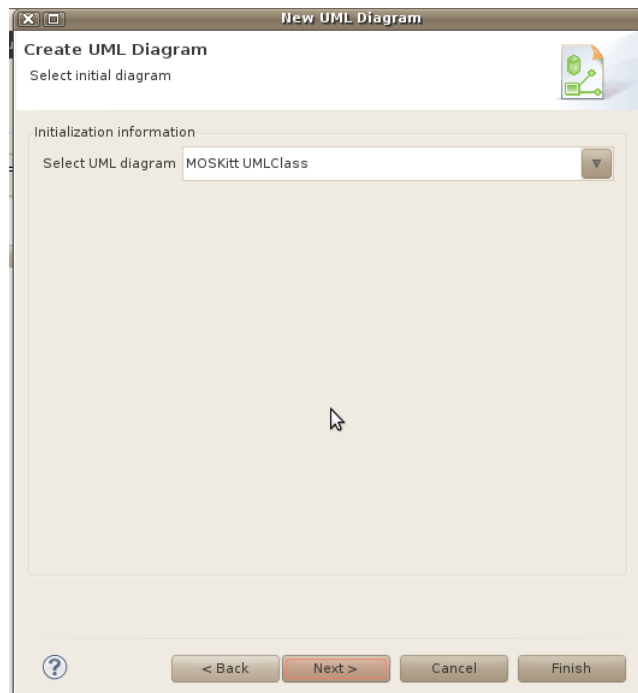 New UML Diagram
Create UML Diagram
Select initial diagram
Initialization information
Select UML diagram MOSKitt UMLClass
? < Back Next > Cancel Finish